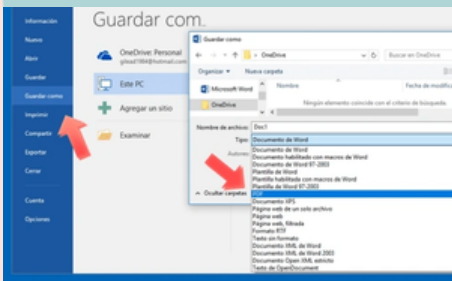 Información
Nuevo
Abrir
Guardar
Guardar como
Imprimir
Compartir
Exportar
Cerrar
Cuenta
Opciones
Guardar com
OneDrive: Personal
Este PC
Agregar un sitio
Examinar
Guardar como
OneDrive
Buscar en OneDrive
Organizar
Nueva carpeta
Microsoft Word
OneDrive
Nombre
Fecha de modific
Ningún elemento coincide con el criterio de búsqueda.
Nombre de archivo: Doc1
Tipo: Documento de Word
Autores:
Ocultar carpetas
Documento de Word
Documento habilitado con macros de Word
Documento de Word 97-2003
Plantilla de Word
Plantilla habilitada con macros de Word
Plantilla de Word 97-2003
PDF
Documento XPS
Página web de un solo archivo
Página web
Página web, filtrada
Formato RTF
Texto sin formato
Documento XML de Word
Documento XML de Word 2003
Documento Open XML estricto
Texto de OpenDocument